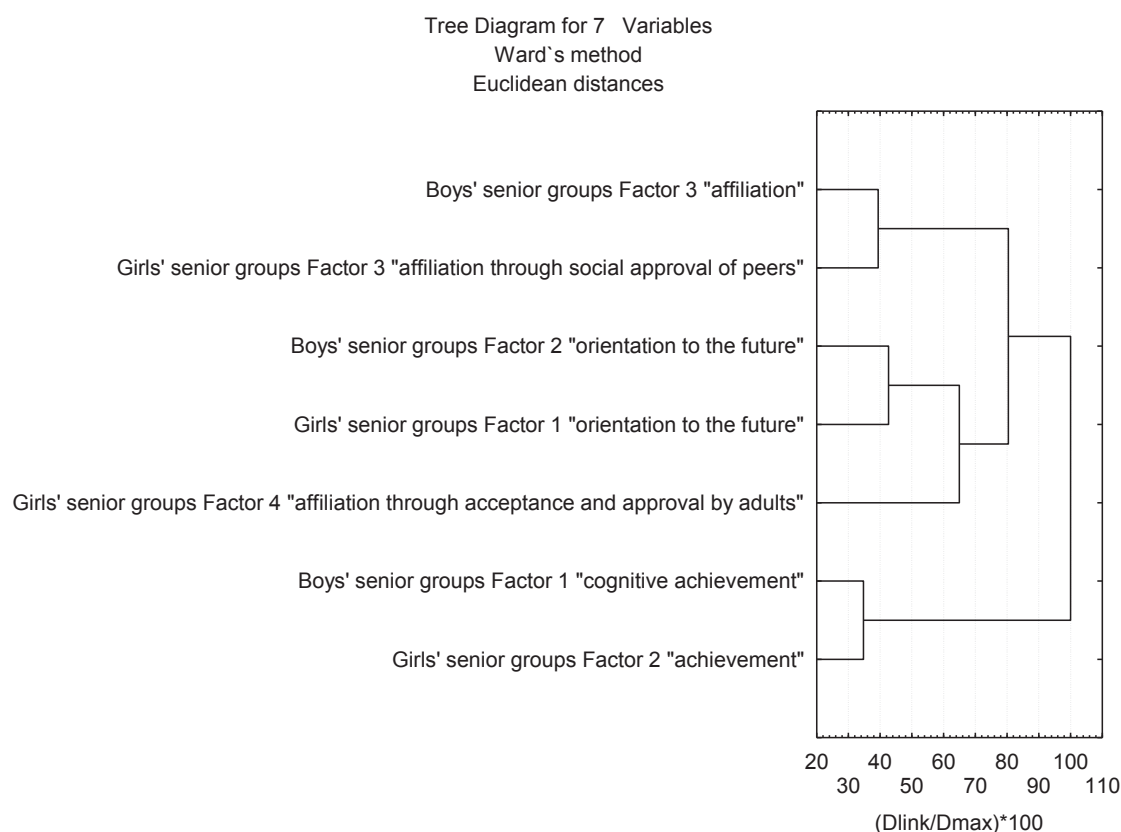 Tree Diagram for 7 Variables
Ward`s method
Euclidean distances
Boys' senior groups Factor 3 "affiliation"
Girls' senior groups Factor 3 "affiliation through social approval of peers"
Boys' senior groups Factor 2 "orientation to the future"
Girls' senior groups Factor 1 "orientation to the future"
Girls' senior groups Factor 4 "affiliation through acceptance and approval by adults"
Boys' senior groups Factor 1 "cognitive achievement"
Girls' senior groups Factor 2 "achievement"
20 40 60 80 100
30 50 70 90 110
(Dlink/Dmax)*100